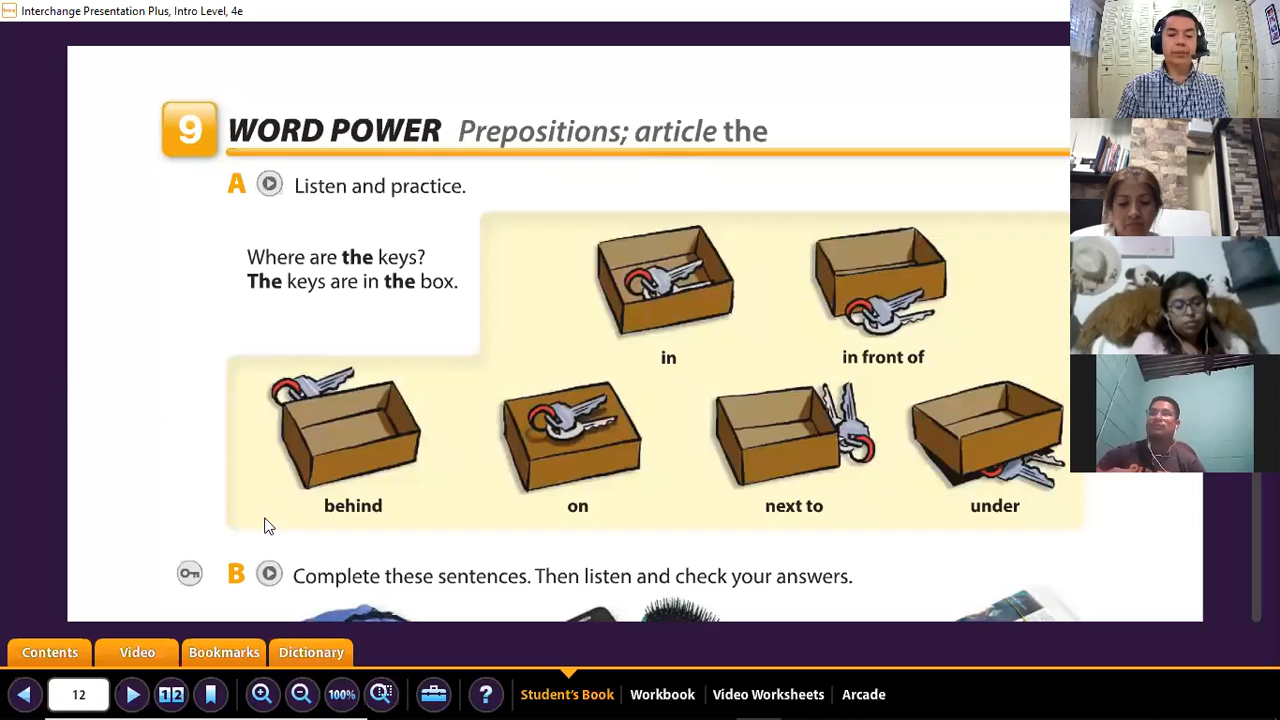 Interchange Presentation Plus, Intro Level, 4e
9 WORD POWER Prepositions; article the
A Listen and practice.
Where are the keys?
The keys are in the box.
in
in front of
behind
on
next to
under
B Complete these sentences. Then listen and check your answers.
Contents
Video
Bookmarks
Dictionary
12
12
100%
?
Student's Book
Workbook
Video Worksheets
Arcade